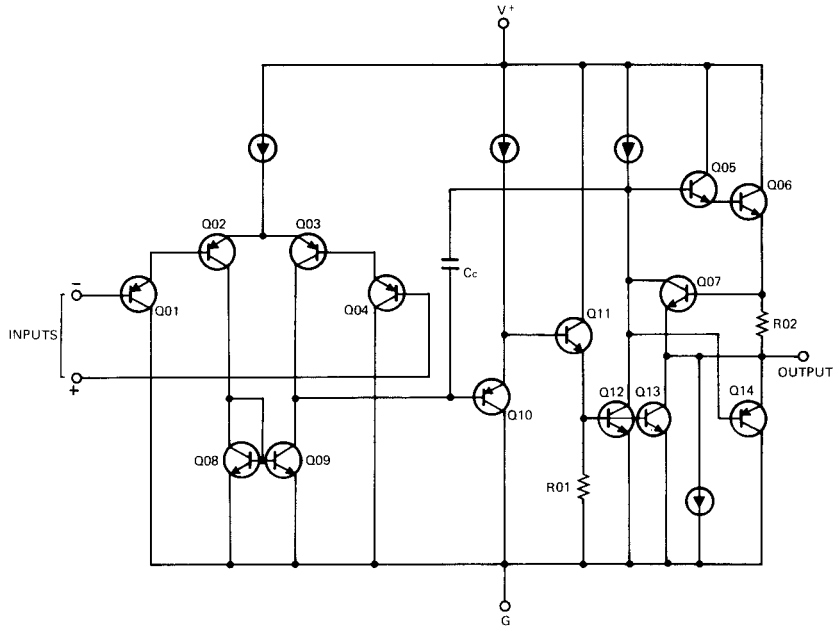 V+
Q05
Q06
Q02
Q03
Q01
Q04
Cc
Q07
R02
−
INPUTS
+
Q11
OUTPUT
Q10
Q12
Q13
Q14
Q08
Q09
R01
G